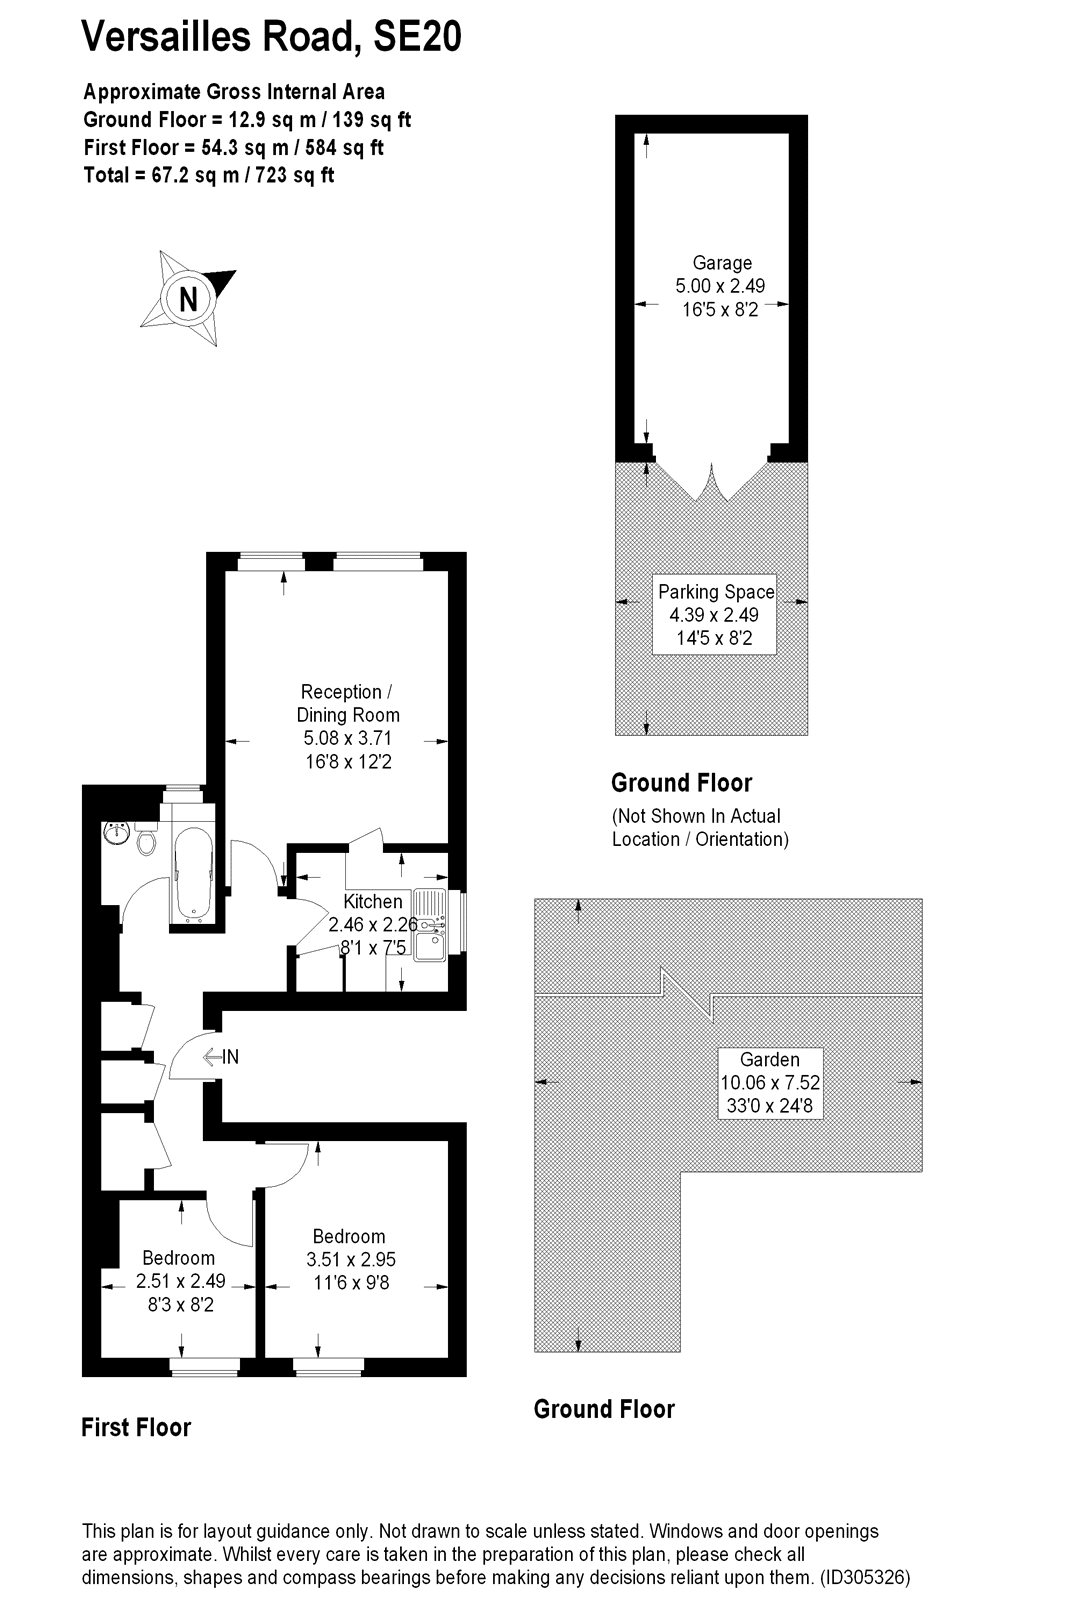 Versailles Road, SE20
Approximate Gross Internal Area
Ground Floor = 12.9 sq m / 139 sq ft
First Floor = 54.3 sq m / 584 sq ft
Total = 67.2 sq m / 723 sq ft
N
Garage
5.00 x 2.49
16'5 x 8'2
Parking Space
4.39 x 2.49
14'5 x 8'2
Ground Floor
(Not Shown In Actual
Location / Orientation)
Reception /
Dining Room
5.08 x 3.71
16'8 x 12'2
Kitchen
2.46 x 2.26
8'1 x 7'5
IN
Bedroom
3.51 x 2.95
11'6 x 9'8
Bedroom
2.51 x 2.49
8'3 x 8'2
First Floor
Garden
10.06 x 7.52
33'0 x 24'8
Ground Floor
This plan is for layout guidance only. Not drawn to scale unless stated. Windows and door openings
are approximate. Whilst every care is taken in the preparation of this plan, please check all
dimensions, shapes and compass bearings before making any decisions reliant upon them. (ID305326)